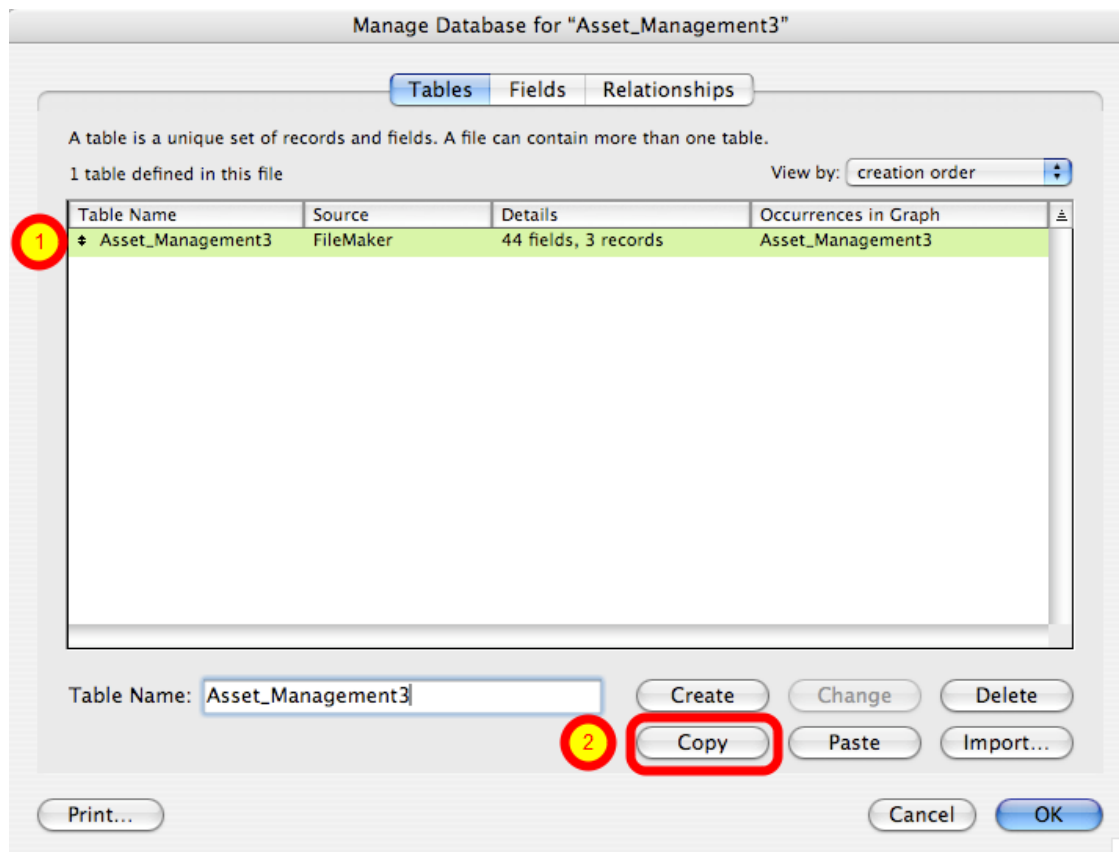 Manage Database for “Asset_Management3”
Tables Fields Relationships
A table is a unique set of records and fields. A file can contain more than one table.
1 table defined in this file View by: creation order
Table Name Source Details Occurrences in Graph
1 Asset_Management3 FileMaker 44 fields, 3 records Asset_Management3
Table Name: Asset_Management3 Create Change Delete
2 Copy Paste Import...
Print... Cancel OK